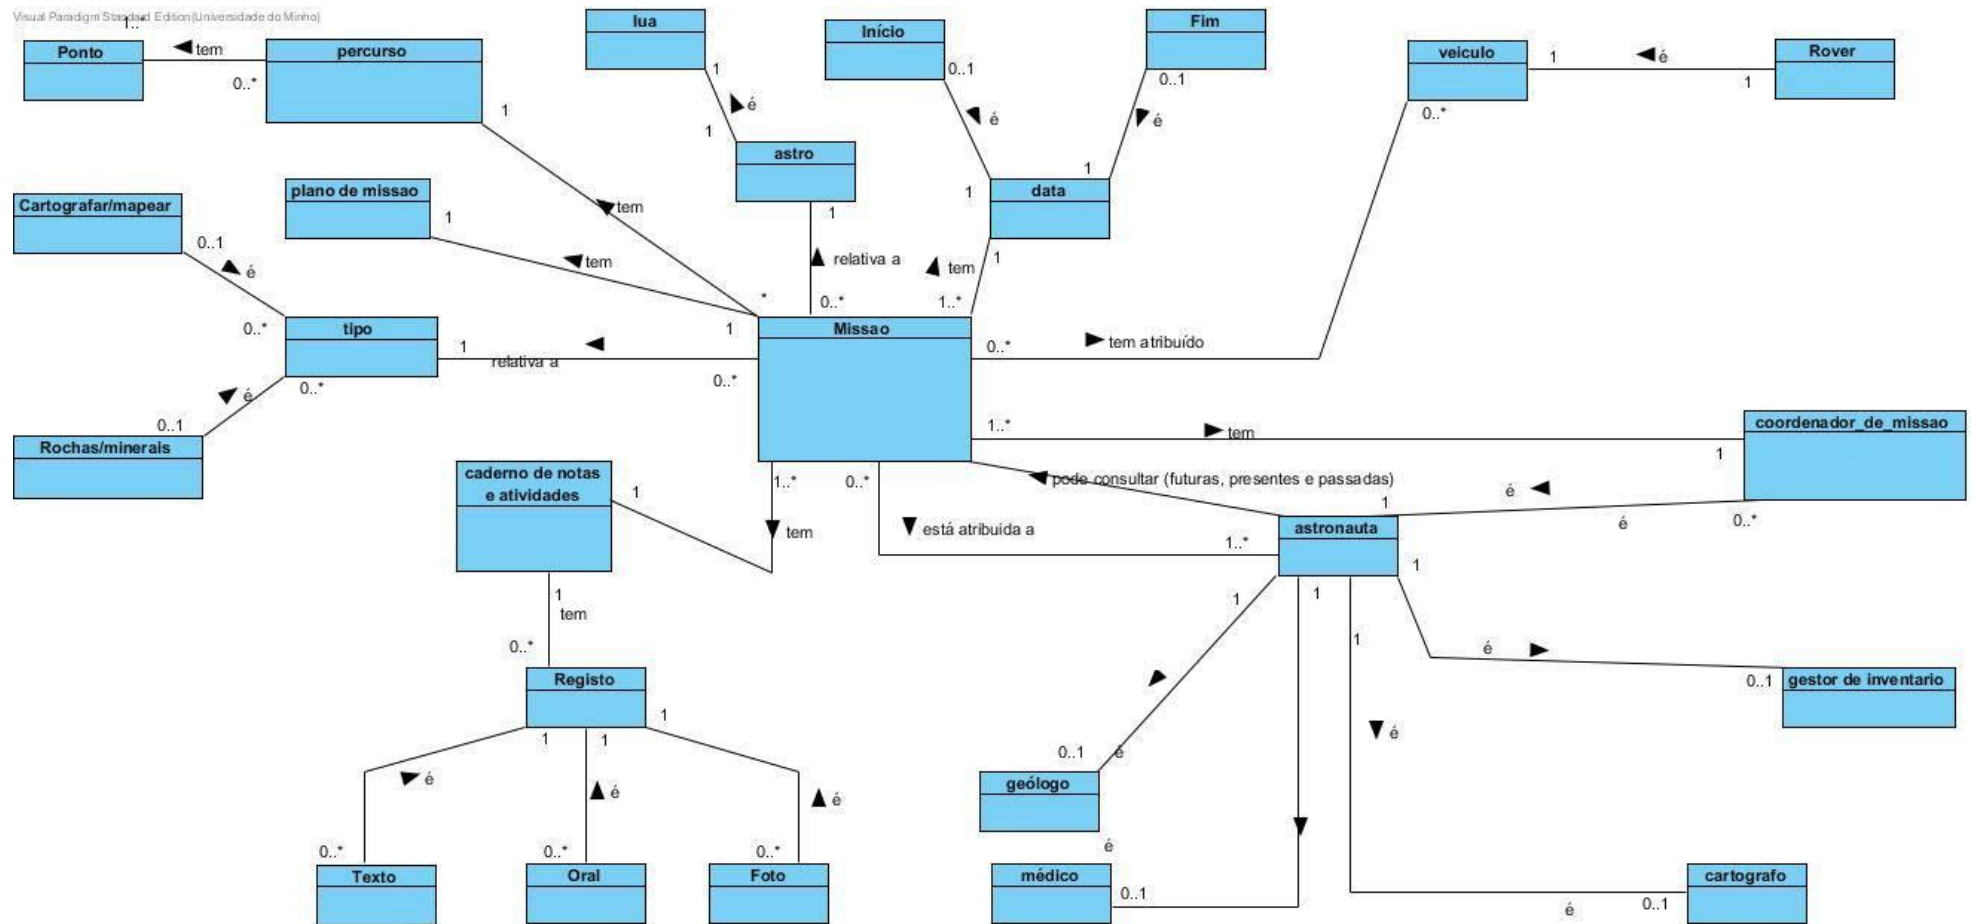 Visual Paradigm Standard Edition(Universidade do Minho)
1..*
Ponto
tem
percurso
0..*
1
lua
1
é
1
astro
1
Início
0..1
é
1
Fim
0..1
é
1
data
1
veiculo
1
é
1
Rover
0..*
Cartografar/mapear
0..1
é
0..*
plano de missao
1
tem
tem
*
1
relativa a
0..*
tem
1..*
tipo
1
relativa a
0..*
0..*
é
0..1
Rochas/minerais
Missao
0..*
tem atribuído
1..*
tem
1
coordenador_de_missao
caderno de notas
e atividades
1
1..*
tem
0..*
está atribuida a
1..*
pode consultar (futuras, presentes e passadas)
1
é
é
0..*
astronauta
1
tem
0..*
Registo
1
1
1
é
é
é
0..*
0..*
0..*
Texto
Oral
Foto
1
1
1
1
é
0..1
gestor de inventario
é
0..1
é
geólogo
é
médico
0..1
é
0..1
cartografo